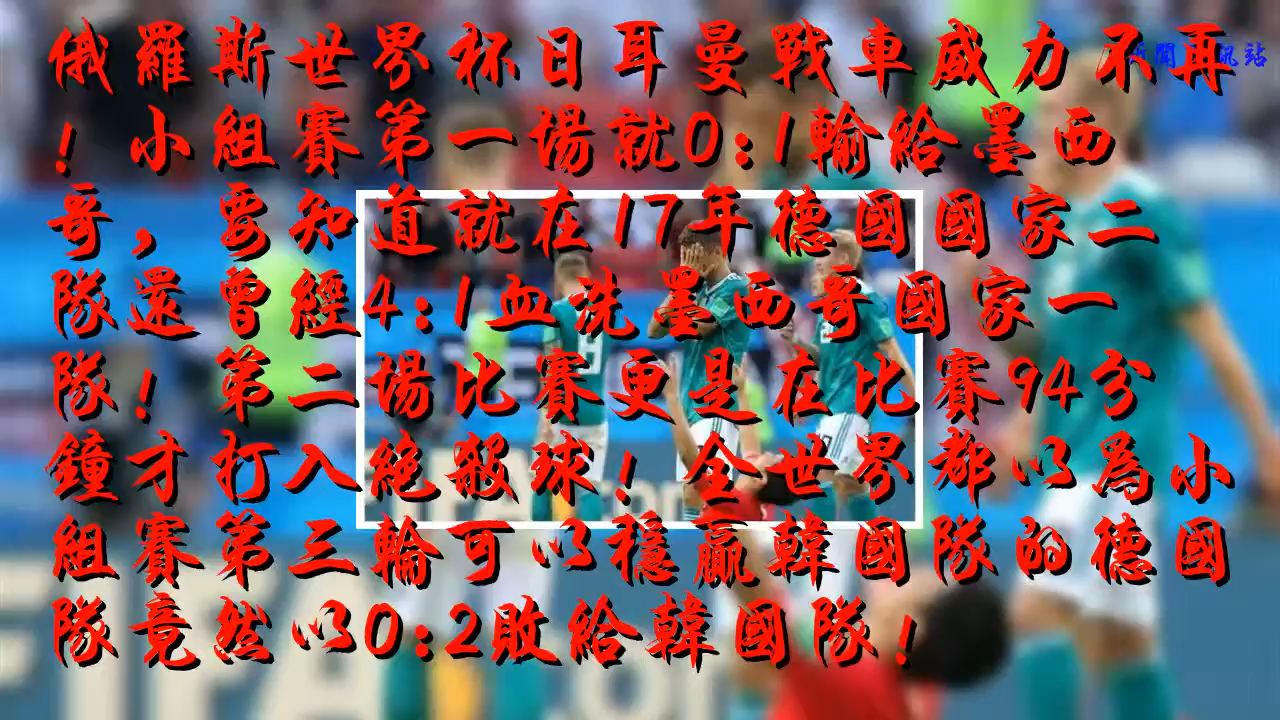 俄羅斯世界杯日耳曼戰車威力不再
！小組賽第一場就0:1輸給墨西
哥，要知道就在17年德國國家二
隊還曾經4:1血洗墨西哥國家一
隊！第二場比賽更是在比賽94分
鐘才打入絕殺球！全世界都以為小
組賽第三輪可以穩贏韓國隊的德國
隊竟然以0:2敗給韓國隊！